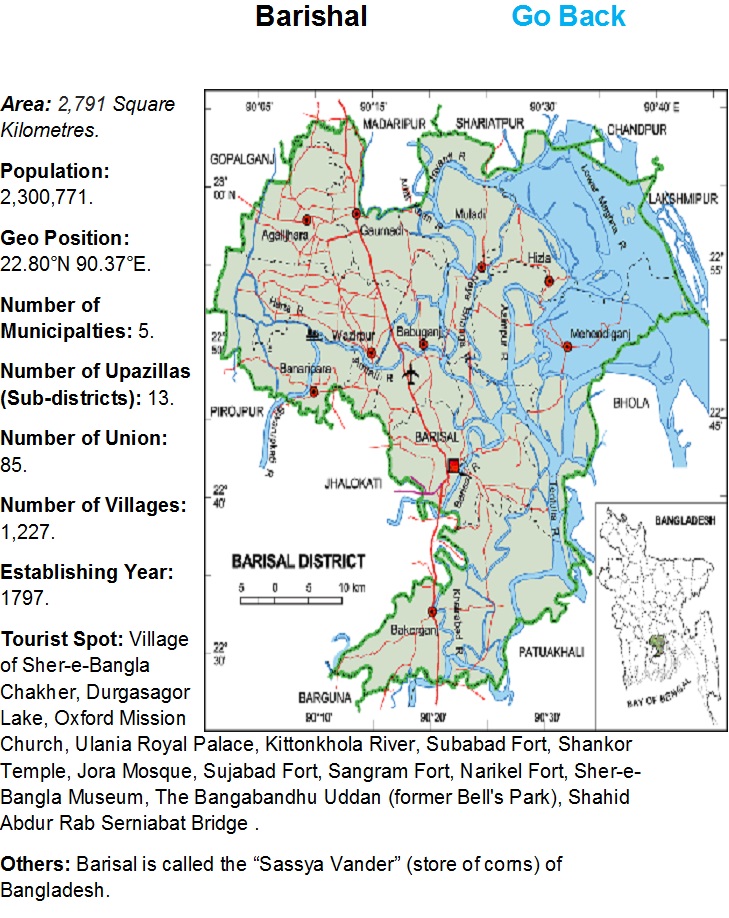 Barishal
Go Back
Area: 2,791 Square
Kilometres.
Population:
2,300,771.
Geo Position:
22.80°N 90.37°E.
Number of
Municipalties: 5.
Number of Upazillas
(Sub-districts): 13.
Number of Union:
85.
Number of Villages:
1,227.
Establishing Year:
1797.
Tourist Spot: Village
of Sher-e-Bangla
Chakher, Durgasagor
Lake, Oxford Mission
Church, Ulania Royal Palace, Kittonkhola River, Subabad Fort, Shankor
Temple, Jora Mosque, Sujabad Fort, Sangram Fort, Narikel Fort, Sher-e-
Bangla Museum, The Bangabandhu Uddan (former Bell's Park), Shahid
Abdur Rab Serniabat Bridge .
Others: Barisal is called the “Sassya Vander” (store of corns) of
Bangladesh.
90°05'
90°15'
90°30'
90°40' E
MADARIPUR
SHARIATPUR
CHANDPUR
GOPALGANJ
LAKSHMIPUR
23°
00' N
Agailjhara
Gaurnadi
Muladi
Lower Meghna R
Hizla
22°
55'
Harta R
Wazirpur
Babuganj
Mehendiganj
22°
50'
Banaripara
PIROJPUR
BHOLA
22°
45'
BARISAL
JHALOKATI
22°
40'
Tentulia R
BANGLADESH
BARISAL DISTRICT
5 0 5 10 km
Bakerganj
Khairabad R
22°
30'
PATUAKHALI
BAY OF BENGAL
BARGUNA
90°10'
90°20'
90°30'